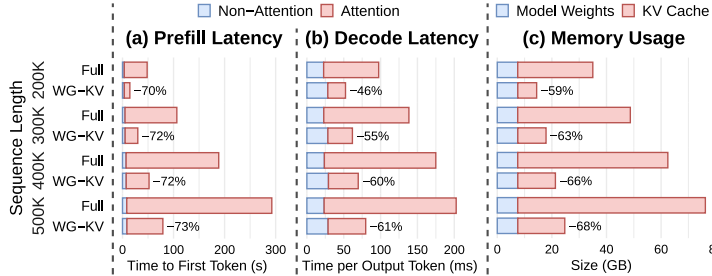 Non−Attention Attention
Model Weights KV Cache
(a) Prefill Latency
(b) Decode Latency
(c) Memory Usage
Sequence Length
200K
Full
WG−KV
−70%
−46%
−59%
300K
Full
WG−KV
−72%
−55%
−63%
400K
Full
WG−KV
−72%
−60%
−66%
500K
Full
WG−KV
−73%
−61%
−68%
0 100 200 300
0 50 100 150 200
0 20 40 60
Time to First Token (s)
Time per Output Token (ms)
Size (GB)